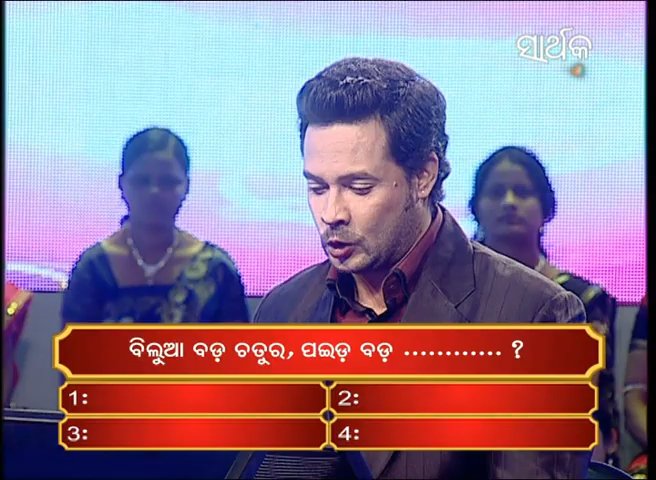 ସାର୍ଥକ
ବିଲୁଆ ବଡ଼ ଚତୁର, ପଇଡ଼ ବଡ଼ ............ ?
1: 2:
3: 4: